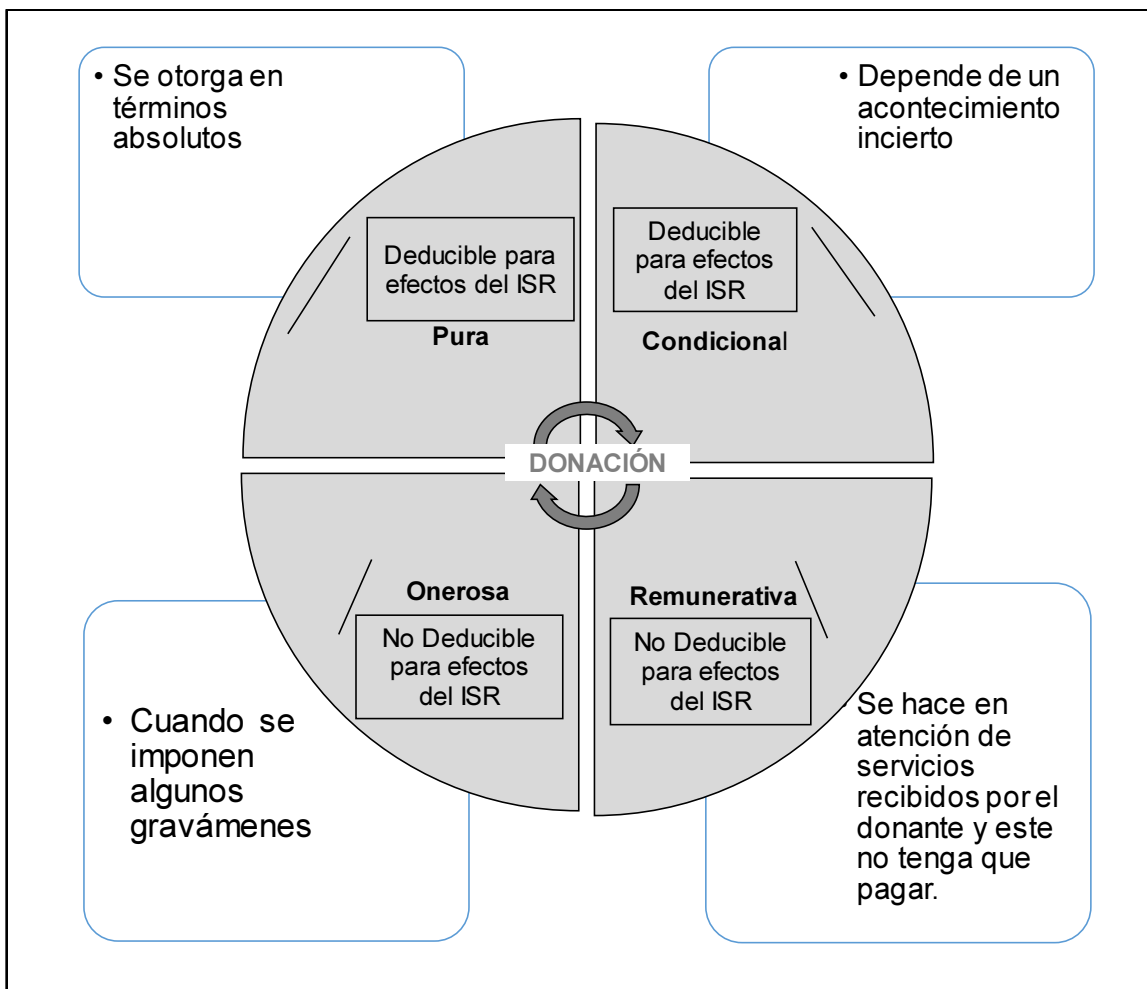 • Se otorga en
términos
absolutos
• Depende de un
acontecimiento
incierto
Deducible para
efectos del ISR
Pura
Deducible
para efectos
del ISR
Condicional
DONACIÓN
Onerosa
No Deducible
para efectos
del ISR
Remunerativa
No Deducible
para efectos
del ISR
• Cuando se
imponen
algunos
gravámenes
• Se hace en
atención de
servicios
recibidos por el
donante y este
no tenga que
pagar.